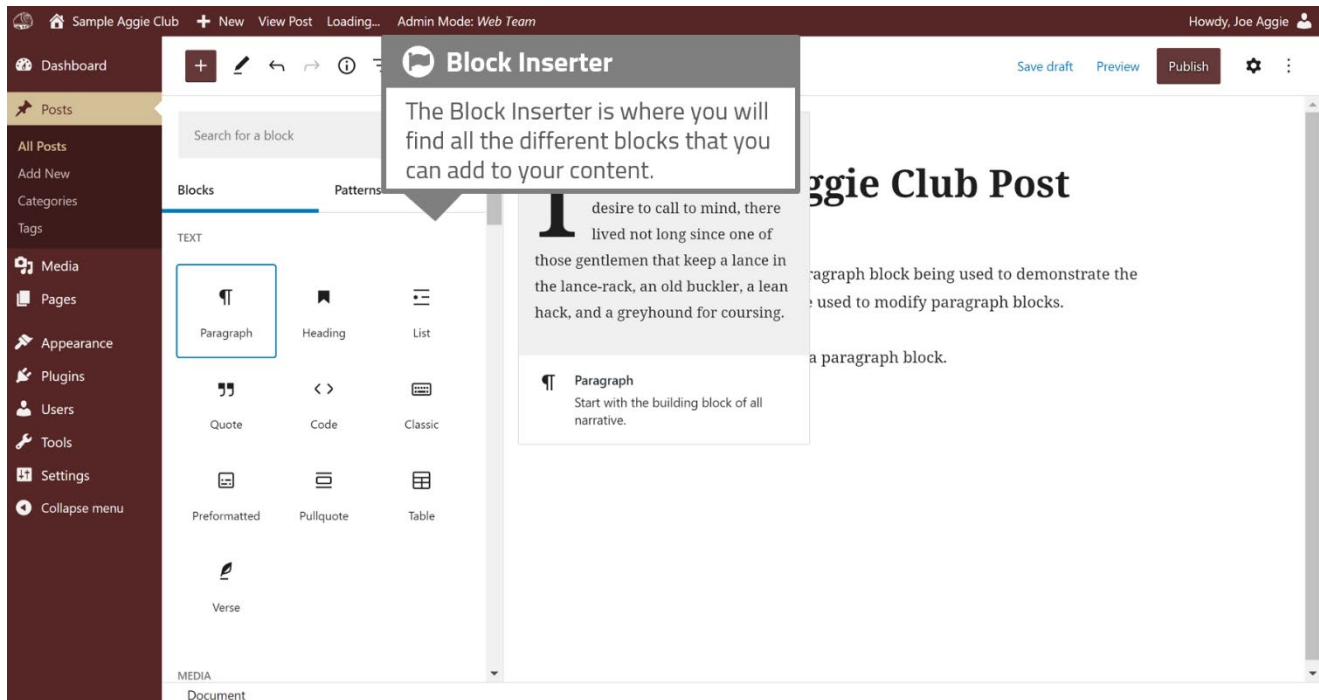 Sample Aggie Club New View Post Loading... Admin Mode: Web Team Howdy, Joe Aggie
Dashboard
Posts
All Posts
Add New
Categories
Tags
Media
Pages
Appearance
Plugins
Users
Tools
Settings
Collapse menu
Save draft Preview Publish
Block Inserter
The Block Inserter is where you will
find all the different blocks that you
can add to your content.
Search for a block
Blocks Patterns
TEXT
Paragraph Heading List
Quote Code Classic
Preformatted Pullquote Table
Verse
MEDIA
Document
desire to call to mind, there
lived not long since one of
those gentlemen that keep a lance in
the lance-rack, an old buckler, a lean
hack, and a greyhound for coursing.
Paragraph
Start with the building block of all
narrative.
Club Post
block being used to demonstrate the
used to modify paragraph blocks.
a paragraph block.